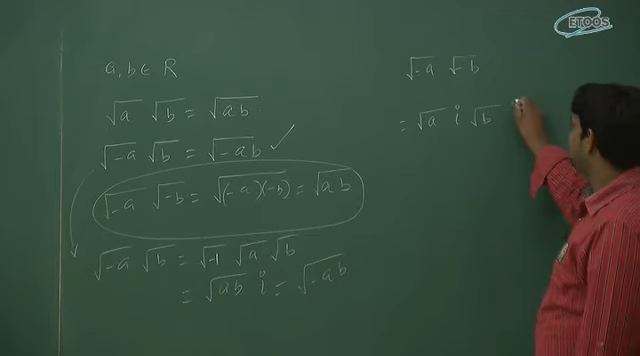 ETOOS
a, b ∈ R
√a √b = √ab
√-a √b = √-ab ✓
√-a √-b = √(-a)(-b) = √ab
√-a √b = √-1 √a √b
= √ab i = √-ab
√-a √-b
= √a i √b